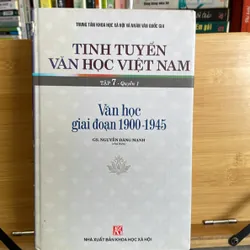 TRUNG TÂM KHOA HỌC XÃ HỘI VÀ NHÂN VĂN QUỐC GIA
TINH TUYỂN
VĂN HỌC VIỆT NAM
TẬP 7 - Quyển 1
Văn học
giai đoạn 1900-1945
GS. NGUYỄN ĐĂNG MẠNH
NHÀ XUẤT BẢN KHOA HỌC XÃ HỘI